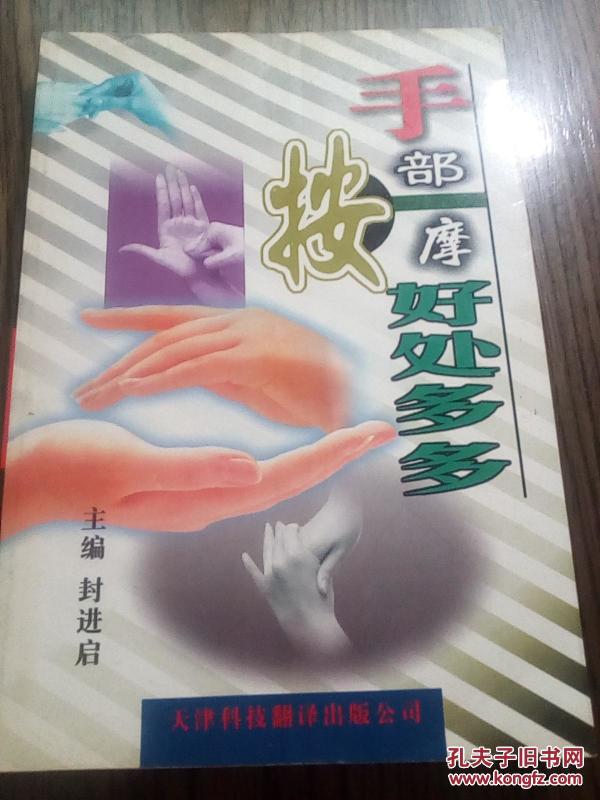 手部按摩好处多多
主编 封进启
天津科技翻译出版公司
孔夫子旧书网
www.kongfz.com